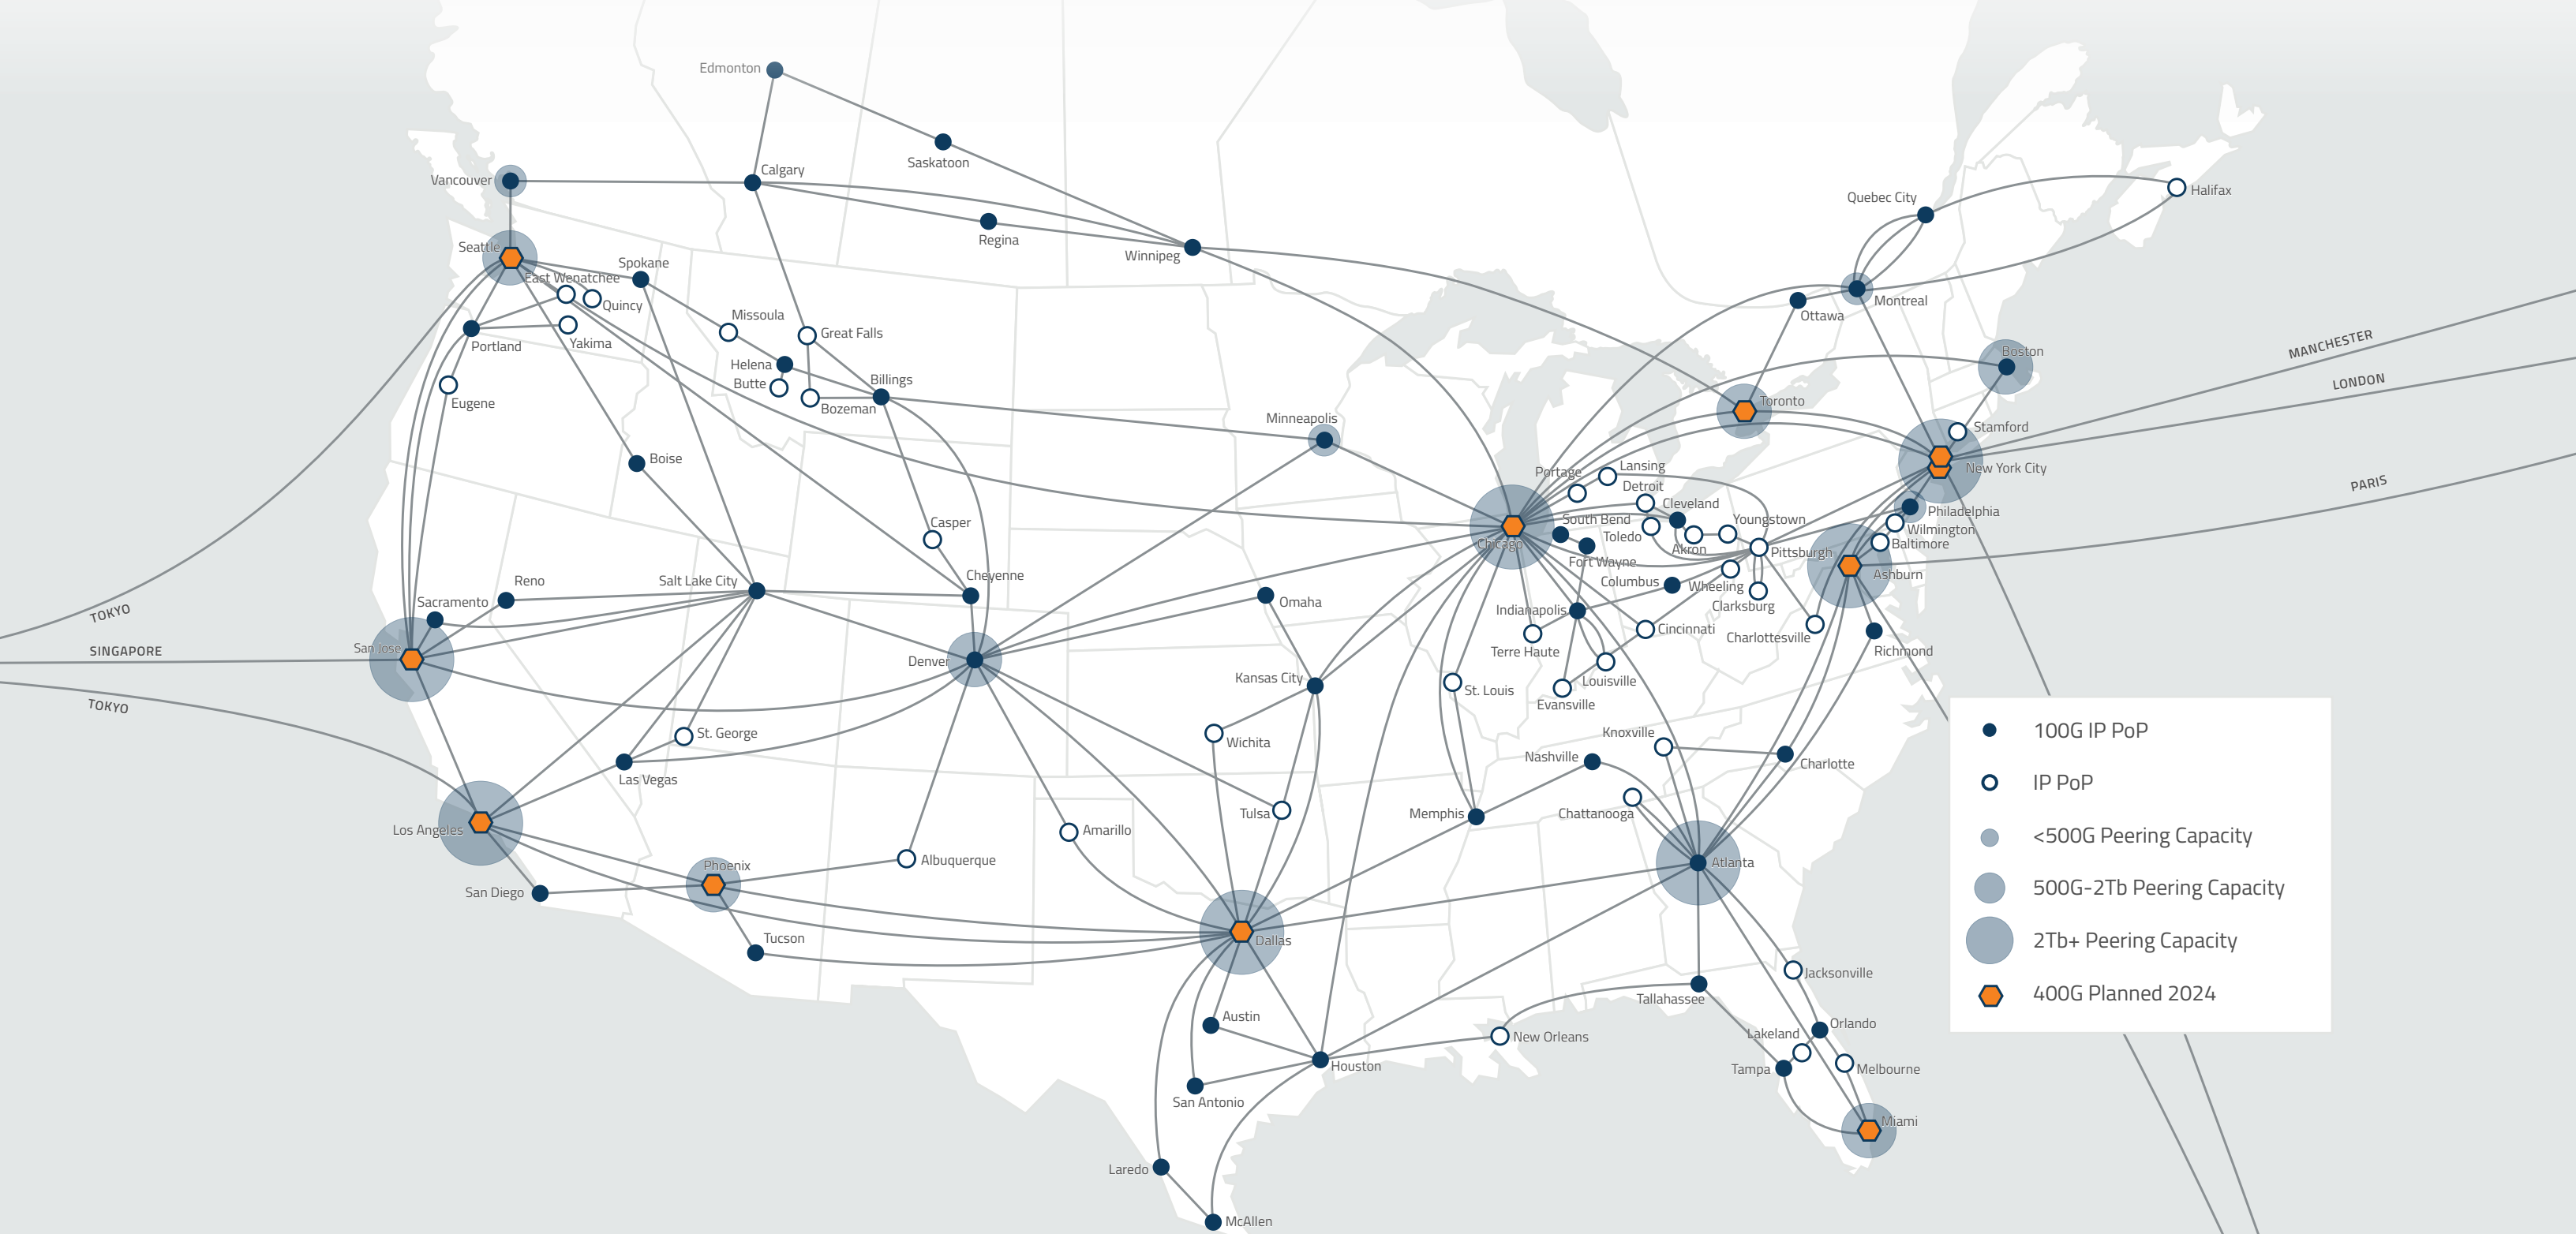 Edmonton
Saskatoon
Calgary
Vancouver
Quebec City
Halifax
Regina
Winnipeg
Seattle
Spokane
East Wenatchee
Quincy
Montreal
Ottawa
Missoula
Great Falls
Portland
Yakima
MANCHESTER
Helena
Butte
Billings
Boston
LONDON
Eugene
Bozeman
Toronto
Minneapolis
Stamford
Boise
Portage
Lansing
New York City
Detroit
PARIS
Casper
Cleveland
South Bend
Youngstown
Philadelphia
Toledo
Wilmington
Chicago
Akron
Pittsburgh
Baltimore
Fort Wayne
Cheyenne
Ashburn
Reno
Salt Lake City
Columbus
Wheeling
Sacramento
Omaha
Clarksburg
TOKYO
Indianapolis
Cincinnati
Charlottesville
SINGAPORE
San Jose
Denver
Terre Haute
Richmond
Kansas City
Louisville
St. Louis
TOKYO
Evansville
St. George
Wichita
Knoxville
Nashville
Charlotte
Las Vegas
Los Angeles
Tulsa
Memphis
Chattanooga
Amarillo
Phoenix
Albuquerque
Atlanta
San Diego
Tucson
Dallas
Jacksonville
Tallahassee
Austin
New Orleans
Lakeland
Orlando
Houston
Tampa
Melbourne
San Antonio
Miami
Laredo
McAllen
100G IP PoP
IP PoP
<500G Peering Capacity
500G-2Tb Peering Capacity
2Tb+ Peering Capacity
400G Planned 2024